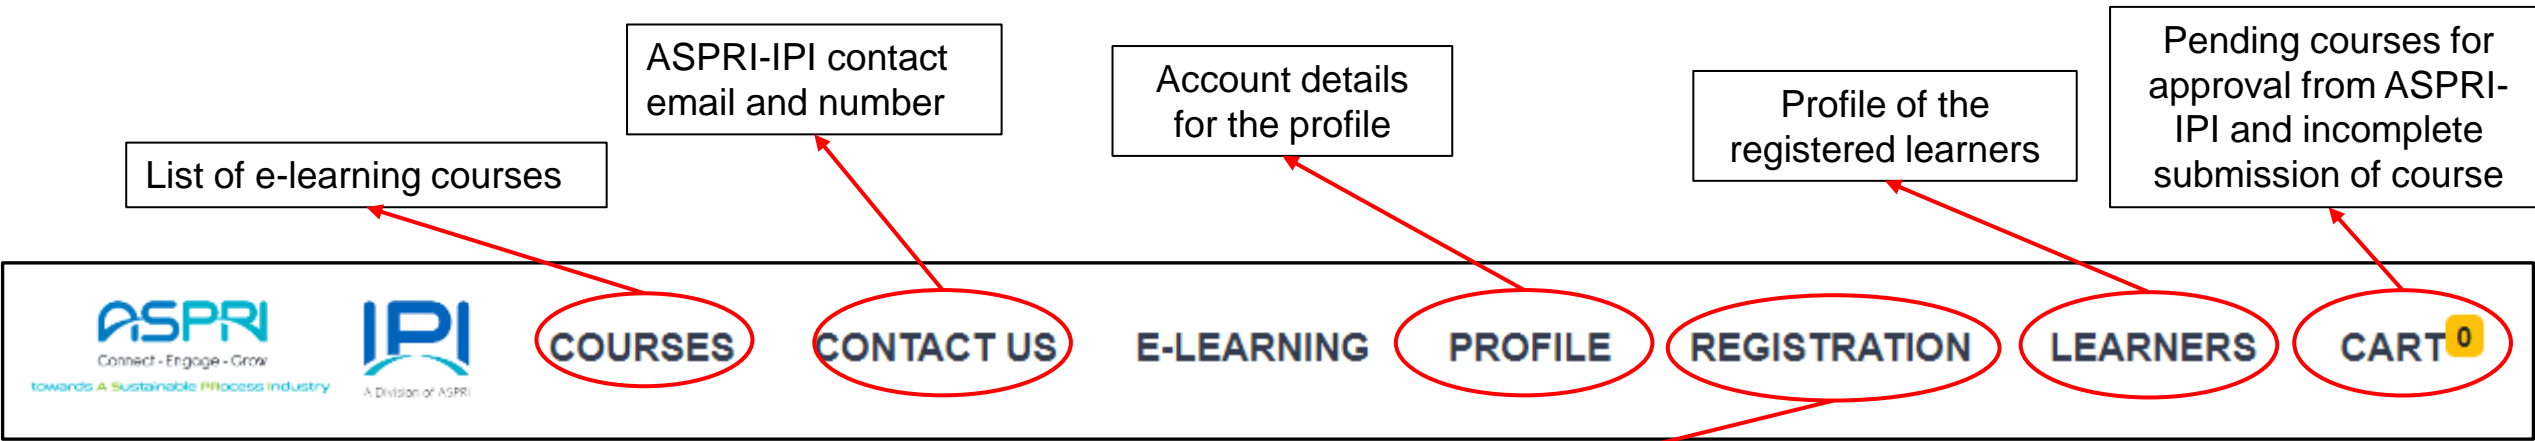 Pending courses for
approval from ASPRI-
IPI and incomplete
submission of course
ASPRI-IPI contact
email and number
Account details
for the profile
Profile of the
registered learners
List of e-learning courses
ASPRI
Connect - Engage - Grow
towards A Sustainable PRocess Industry
IPI
A Division of ASPRI
COURSES
CONTACT US
E-LEARNING
PROFILE
REGISTRATION
LEARNERS
CART 0